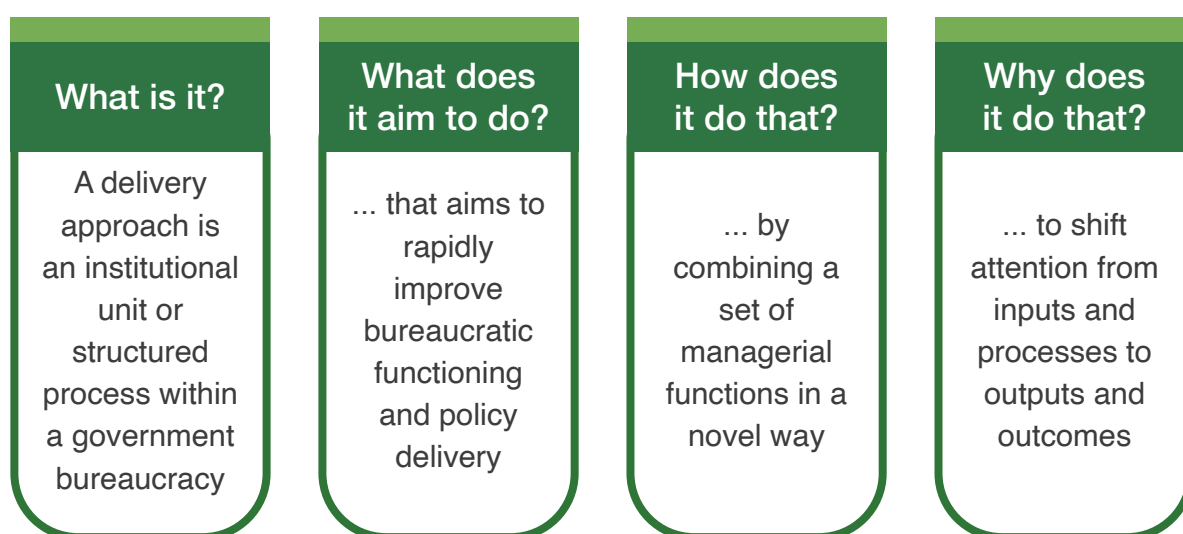 What is it?
A delivery
approach is
an institutional
unit or
structured
process within
a government
bureaucracy
What does
it aim to do?
... that aims to
rapidly
improve
bureaucratic
functioning
and policy
delivery
How does
it do that?
... by
combining a
set of
managerial
functions in a
novel way
Why does
it do that?
... to shift
attention from
inputs and
processes to
outputs and
outcomes